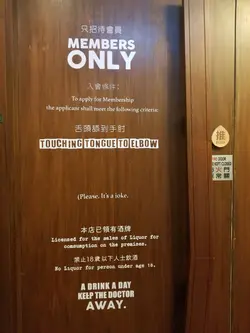 只招待會員
MEMBERS
ONLY
入會條件：
To apply for Membership
the applicant shall meet the following criteria:
舌頭舔到手肘
TOUCHING TONGUE TO ELBOW
(Please. It's a joke.
本店已領有酒牌
Licensed for the sales of Liquor for
consumption on the premises.
禁止18歲以下人士飲酒
No Liquor for person under age 18.
A DRINK A DAY
KEEP THE DOCTOR
AWAY.
推